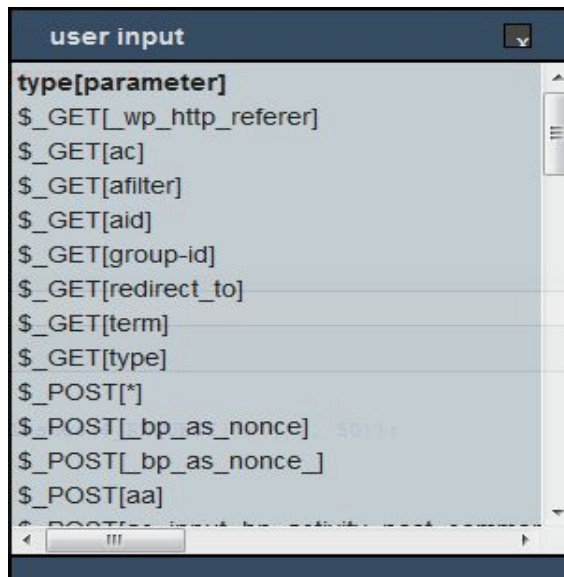 user input
x
type[parameter]
$_GET[_wp_http_referer]
$_GET[ac]
$_GET[afilter]
$_GET[aid]
$_GET[group-id]
$_GET[redirect_to]
$_GET[term]
$_GET[type]
$_POST[*]
$_POST[_bp_as_nonce]
$_POST[_bp_as_nonce_]
$_POST[aa]